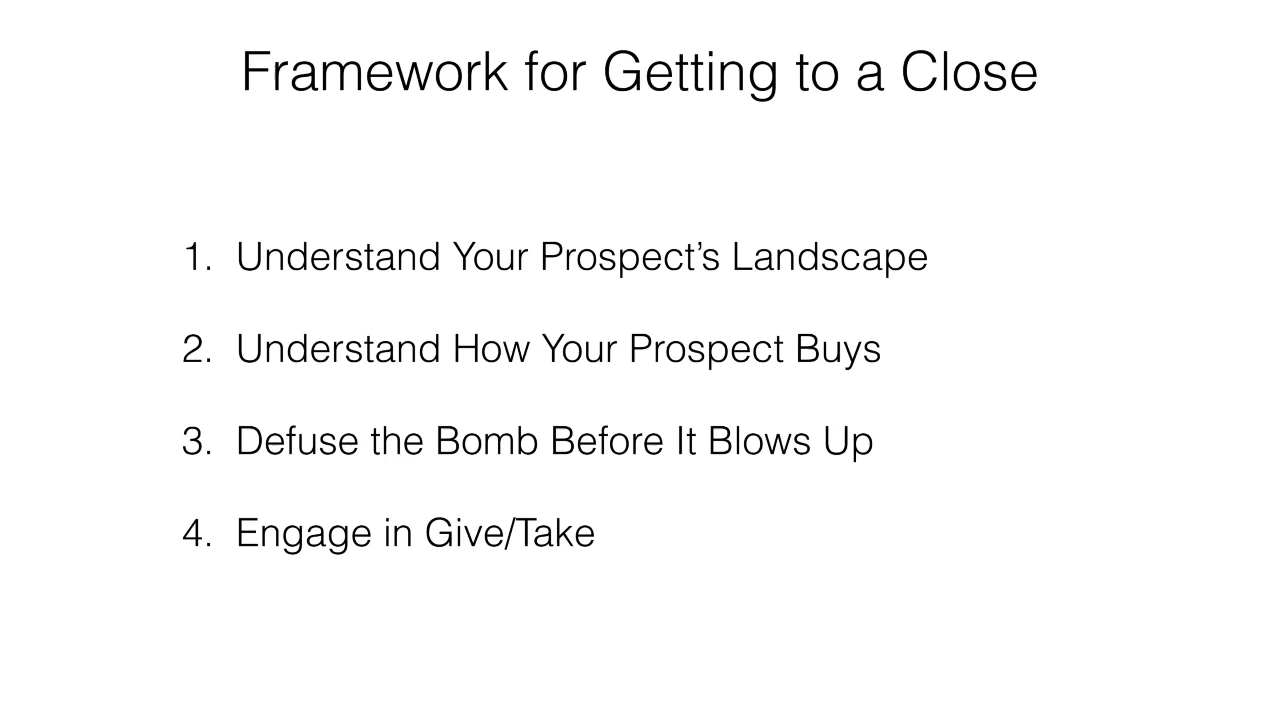 Framework for Getting to a Close
1. Understand Your Prospect’s Landscape
2. Understand How Your Prospect Buys
3. Defuse the Bomb Before It Blows Up
4. Engage in Give/Take